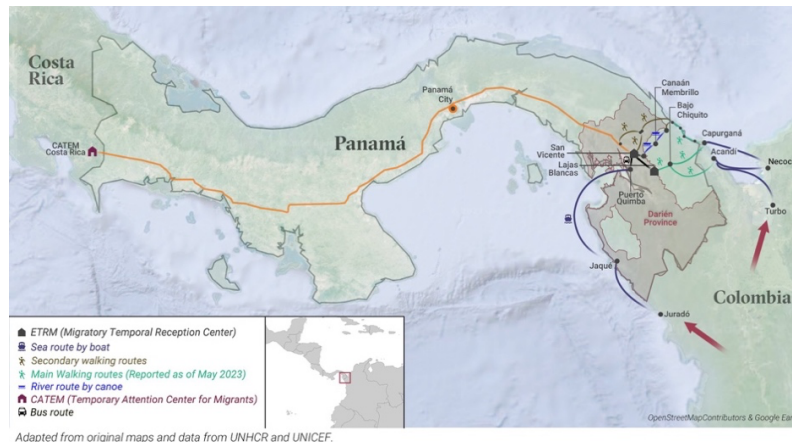 Costa
Rica
CATEM
Costa Rica
Panamá
Panamá
City
Canaán
Membrillo
Bajo
Chiquito
Capurganá
Acandí
Necoc
Turbo
San
Vicente
Lajas
Blancas
Puerto
Quimba
Darién
Province
Jaqué
Juradó
Colombia
ETRM (Migratory Temporal Reception Center)
Sea route by boat
Secondary walking routes
Main Walking routes (Reported as of May 2023)
River route by canoe
CATEM (Temporary Attention Center for Migrants)
Bus route
OpenStreetMapContributors & Google Ear
Adapted from original maps and data from UNHCR and UNICEF.